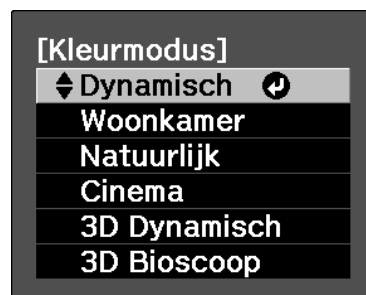 [Kleurmodus]
Dynamisch
Woonkamer
Natuurlijk
Cinema
3D Dynamisch
3D Bioscoop